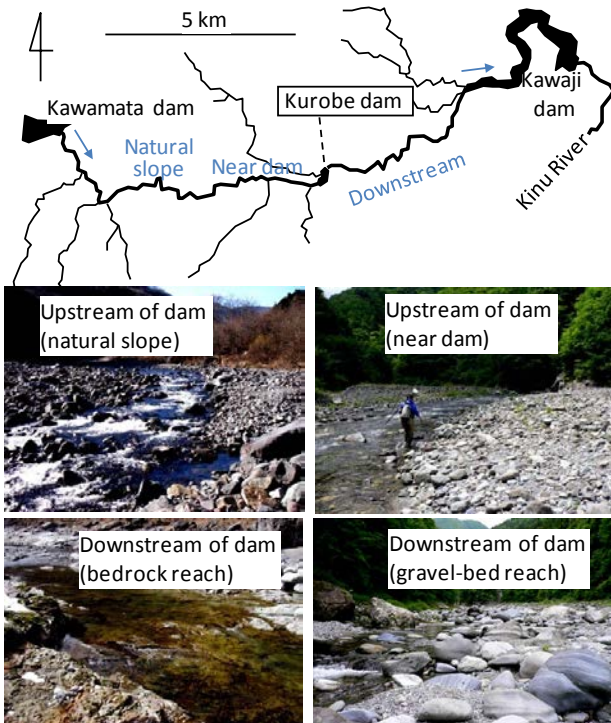 5 km
Kawamata dam
Kurobe dam
Kawaji
dam
Natural
slope
Near dam
Downstream
Kinu River
Upstream of dam
(natural slope)
Upstream of dam
(near dam)
Downstream of dam
(bedrock reach)
Downstream of dam
(gravel-bed reach)